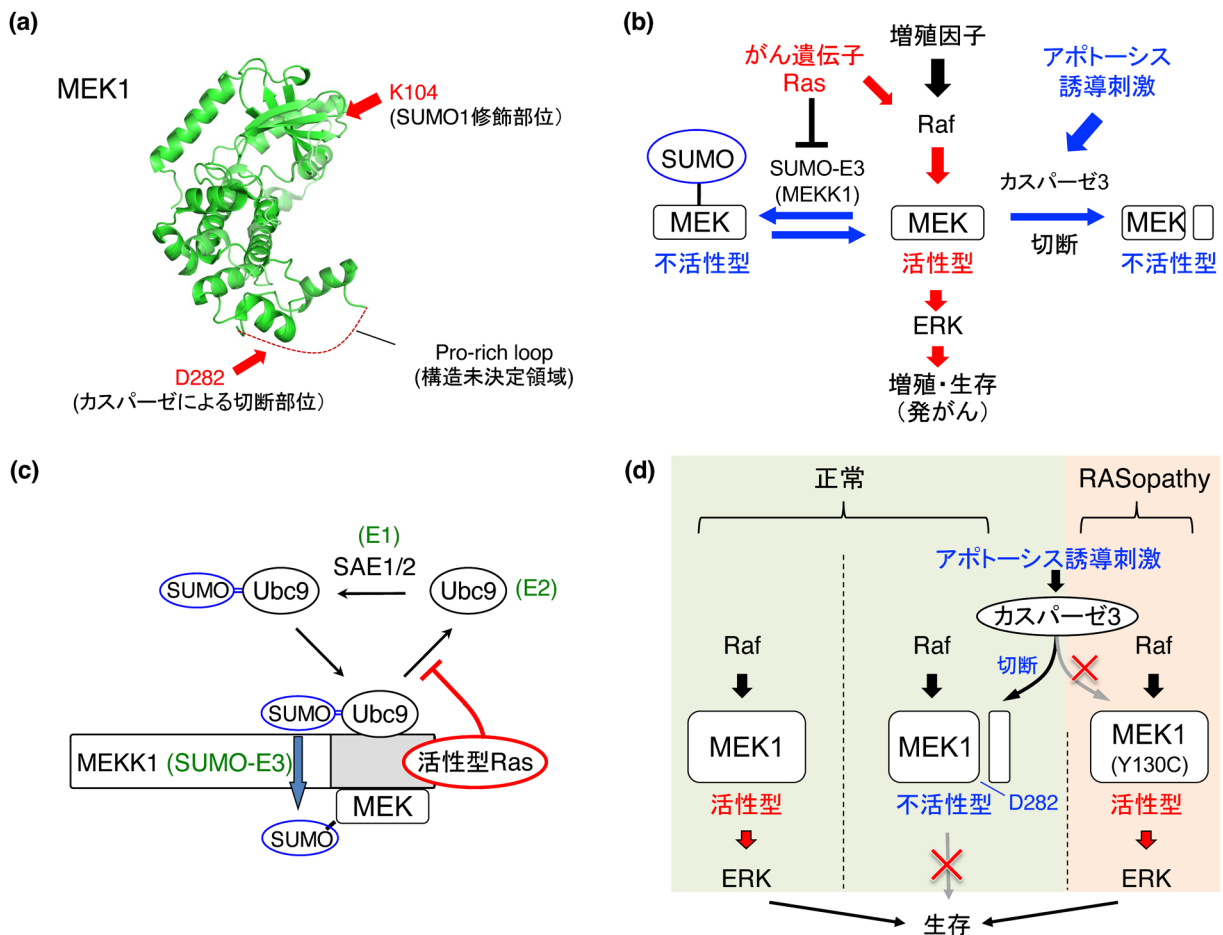 (a)
MEK1
K104
(SUMO1修飾部位)
Pro-rich loop
(構造未決定領域)
D282
(カスパーゼによる切断部位)
(b)
増殖因子
がん遺伝子
Ras
アポトーシス
誘導刺激
Raf
SUMO
SUMO-E3
(MEKK1)
カスパーゼ3
MEK
MEK
切断
MEK
不活性型
活性型
不活性型
ERK
増殖・生存
(発がん)
(c)
(E1)
SAE1/2
SUMO
Ubc9
Ubc9
(E2)
SUMO
Ubc9
MEKK1 (SUMO-E3)
活性型Ras
MEK
SUMO
(d)
正常
RASopathy
アポトーシス誘導刺激
カスパーゼ3
Raf
Raf
切断
Raf
MEK1
MEK1
MEK1
(Y130C)
活性型
不活性型
D282
活性型
ERK
ERK
生存